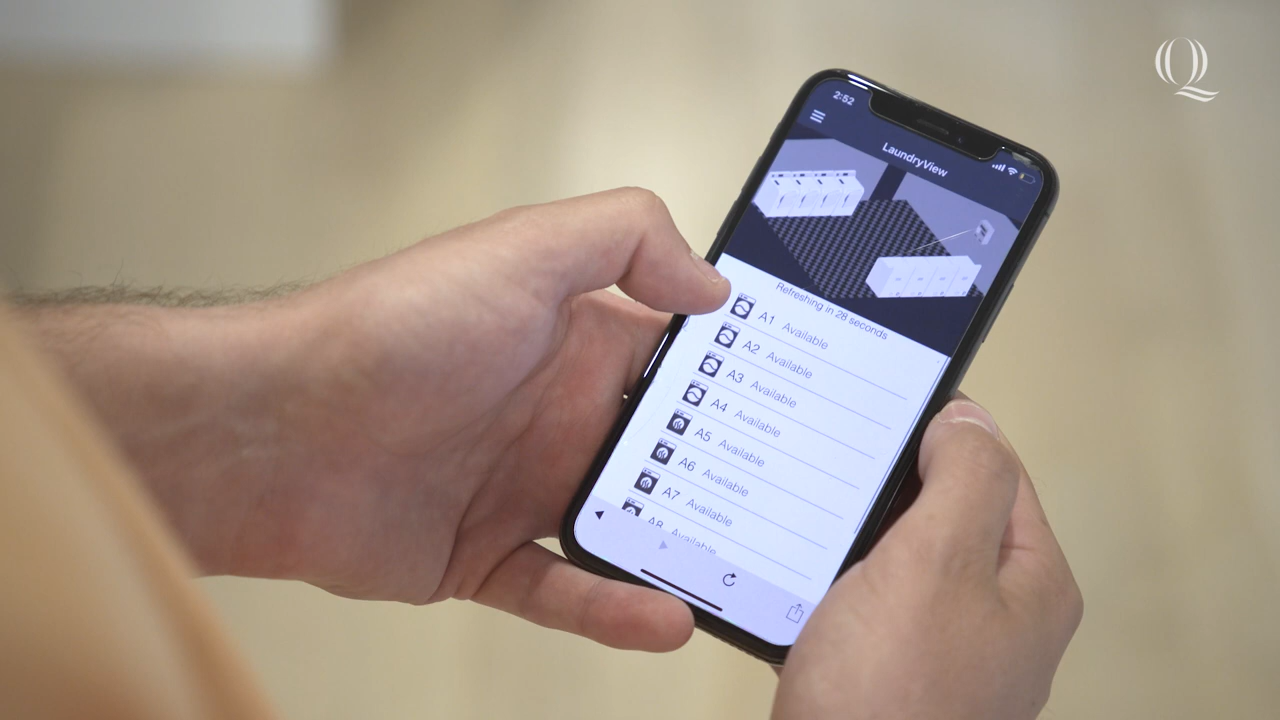 Q
2:52
LaundryView
Refreshing in 28 seconds
A1 Available
A2 Available
A3 Available
A4 Available
A5 Available
A6 Available
A7 Available
A8 Available